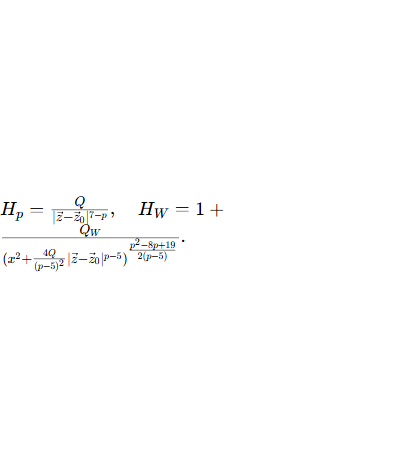 $H_p = \frac{Q}{|\vec{z}-\vec{z}_0|^{7-p}}, \quad H_W = 1 +$
$\frac{Q_W}{(x^2+\frac{4Q}{(p-5)^2}|\vec{z}-\vec{z}_0|^{p-5})^{\frac{p^2-8p+19}{2(p-5)}}}.$